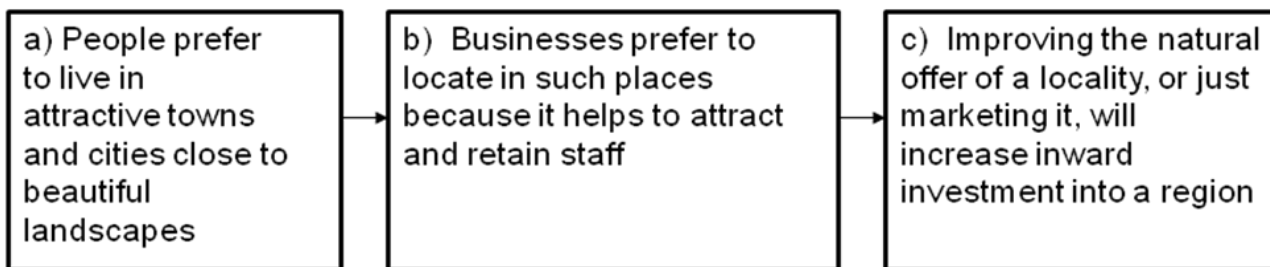 a) People prefer
to live in
attractive towns
and cities close to
beautiful
landscapes
b) Businesses prefer to
locate in such places
because it helps to attract
and retain staff
c) Improving the natural
offer of a locality, or just
marketing it, will
increase inward
investment into a region